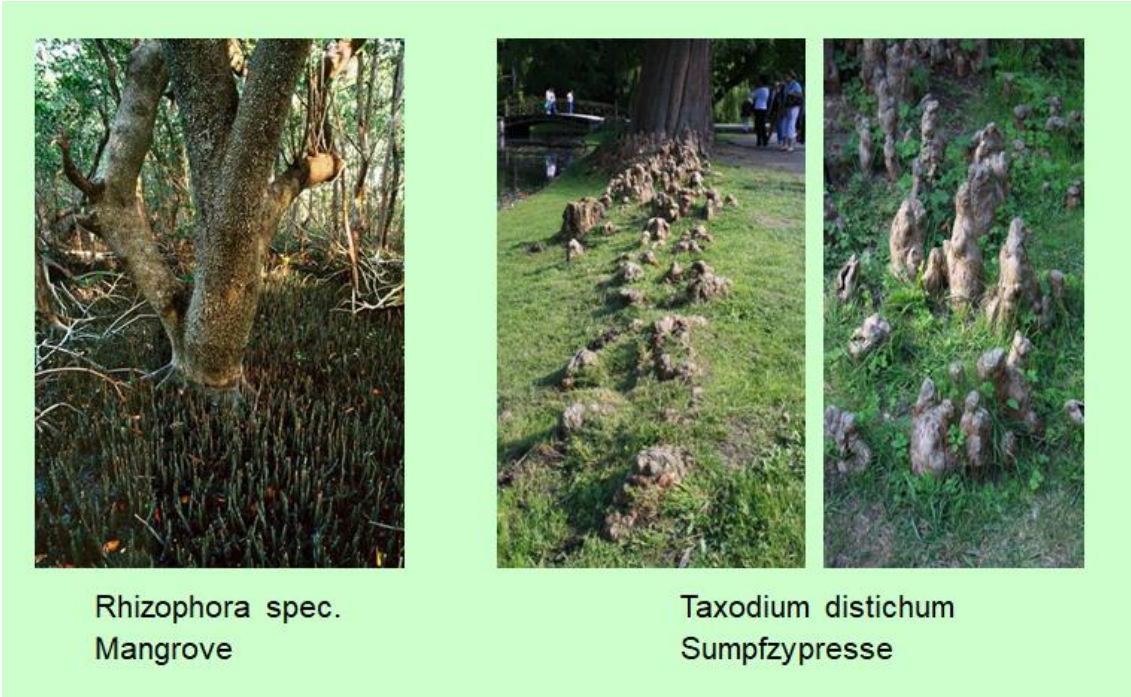 Rhizophora spec.
Mangrove
Taxodium distichum
Sumpfzypresse